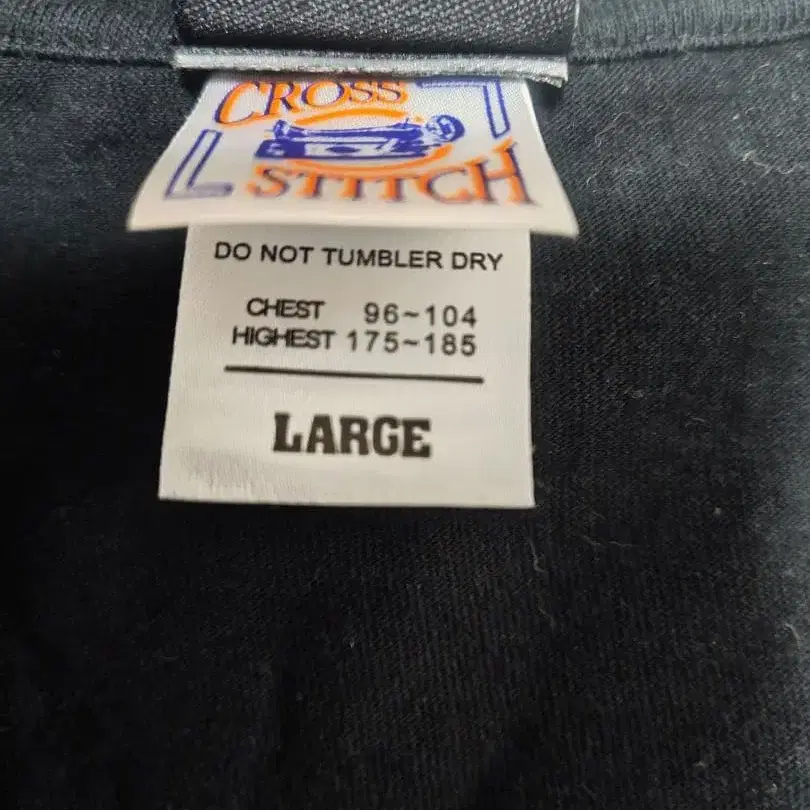 CROSS
STITCH
DO NOT TUMBLER DRY
CHEST 96~104
HIGHEST 175~185
LARGE